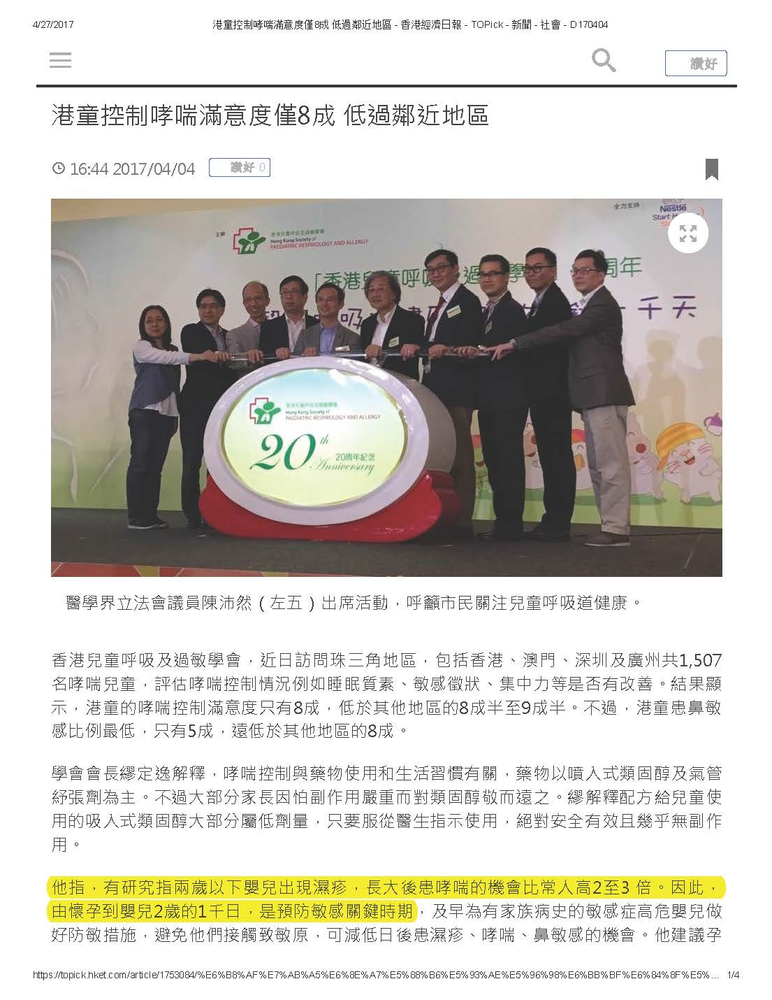 4/27/2017 港童控制哮喘滿意度僅8成 低過鄰近地區 - 香港經濟日報 - TOPick - 新聞 - 社會 - D170404
讚好
港童控制哮喘滿意度僅8成 低過鄰近地區
16:44 2017/04/04 讚好 0
全力支持：
Nestlé
Start
主辦
香港兒童呼吸及過敏學會
Hong Kong Society of
PAEDIATRIC RESPIROLOGY AND ALLERGY
「香港兒童呼吸 過 學 周年
千天
香港兒童呼吸及過敏學會
Hong Kong Society of
PAEDIATRIC RESPIROLOGY AND ALLERGY
20th
20周年紀念
Anniversary
醫學界立法會議員陳沛然（左五）出席活動，呼籲市民關注兒童呼吸道健康。
香港兒童呼吸及過敏學會，近日訪問珠三角地區，包括香港、澳門、深圳及廣州共1,507
名哮喘兒童，評估哮喘控制情況例如睡眠質素、敏感徵狀、集中力等是否有改善。結果顯
示，港童的哮喘控制滿意度只有8成，低於其他地區的8成半至9成半。不過，港童患鼻敏
感比例最低，只有5成，遠低於其他地區的8成。
學會會長繆定逸解釋，哮喘控制與藥物使用和生活習慣有關，藥物以噴入式類固醇及氣管
紓張劑為主。不過大部分家長因怕副作用嚴重而對類固醇敬而遠之。繆解釋配方給兒童使
用的吸入式類固醇大部分屬低劑量，只要服從醫生指示使用，絕對安全有效且幾乎無副作
用。
他指，有研究指兩歲以下嬰兒出現濕疹，長大後患哮喘的機會比常人高2至3 倍。因此，
由懷孕到嬰兒2歲的1千日，是預防敏感關鍵時期，及早為有家族病史的敏感症高危嬰兒做
好防敏措施，避免他們接觸致敏原，可減低日後患濕疹、哮喘、鼻敏感的機會。他建議孕
https://topick.hket.com/article/1753084/%E6%B8%AF%E7%AB%A5%E6%8E%A7%E5%88%B6%E5%93%AE%E5%96%98%E6%BB%BF%E6%84%8F%E5%… 1/4